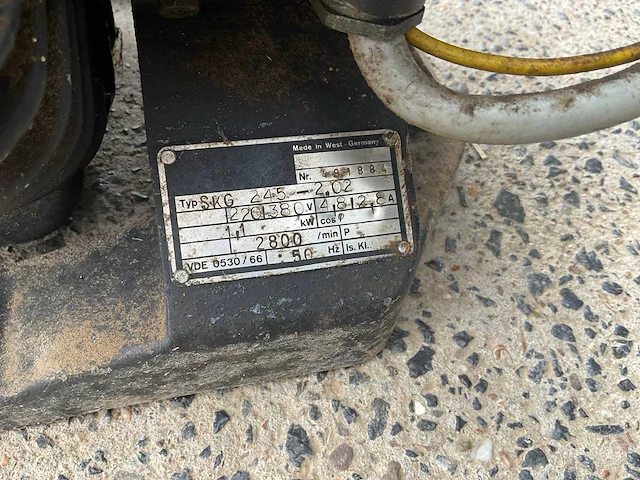 Made in West-Germany
Nr.
Typ SKG 245-2.02
220/380 V 4,8/2,8 A
1,1 kW cos φ
2800 /min P
VDE 0530/66 50 Hz Is. Kl.